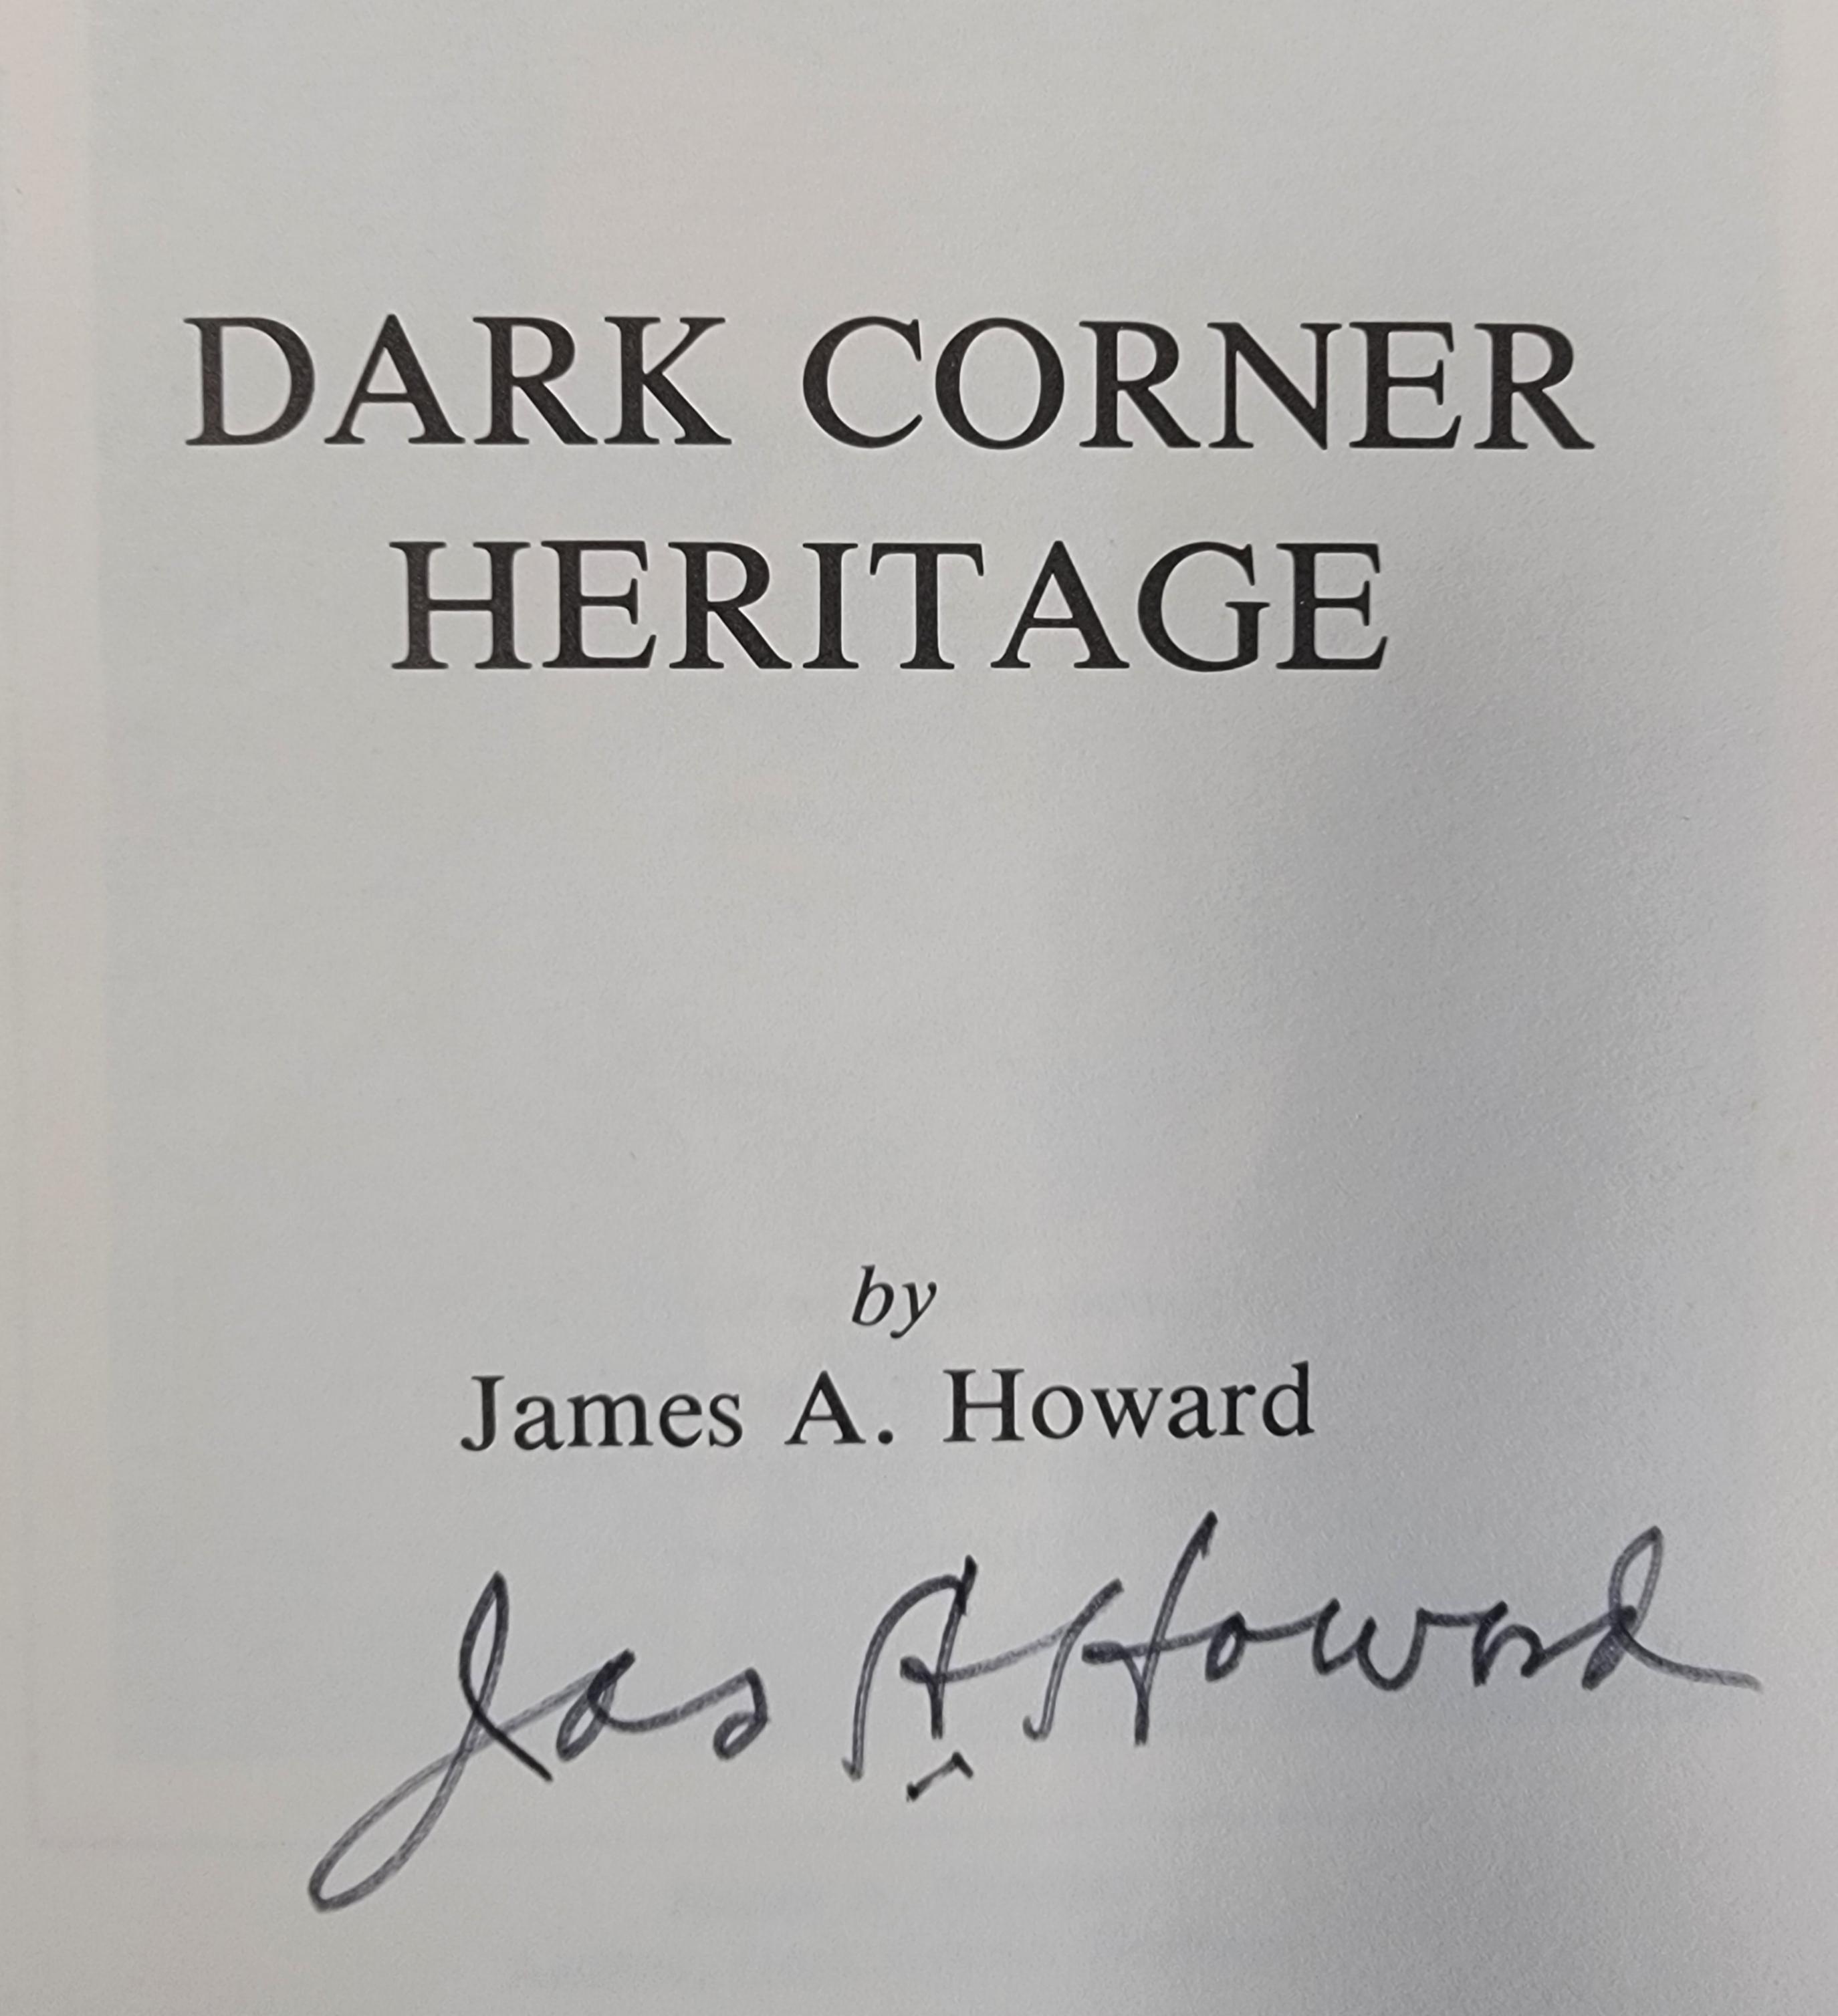 DARK CORNER
HERITAGE
by
James A. Howard
Jas A Howard